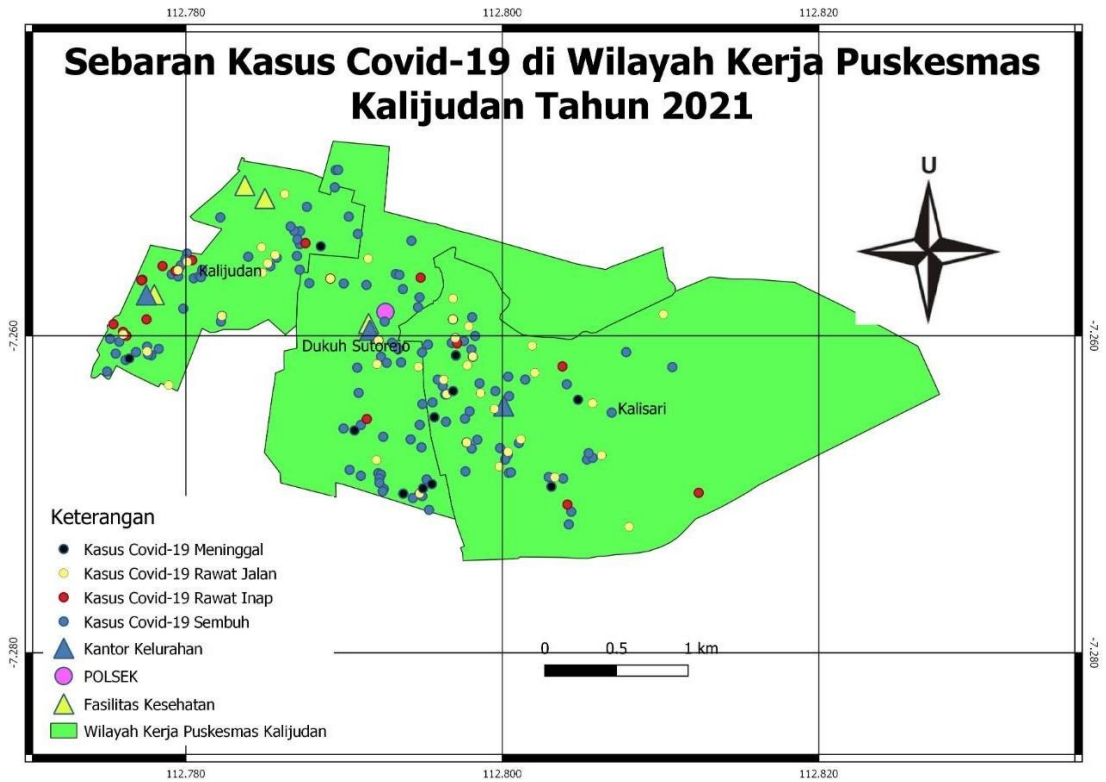 112.780 112.800 112.820
Sebaran Kasus Covid-19 di Wilayah Kerja Puskesmas
Kalijudan Tahun 2021
U
Kalijudan
-7.260 -7.260
Dukuh Sutorejo
Kalisari
Keterangan
Kasus Covid-19 Meninggal
Kasus Covid-19 Rawat Jalan
Kasus Covid-19 Rawat Inap
Kasus Covid-19 Sembuh
Kantor Kelurahan
POLSEK
Fasilitas Kesehatan
Wilayah Kerja Puskesmas Kalijudan
0 0.5 1 km
-7.280 -7.280
112.780 112.800 112.820